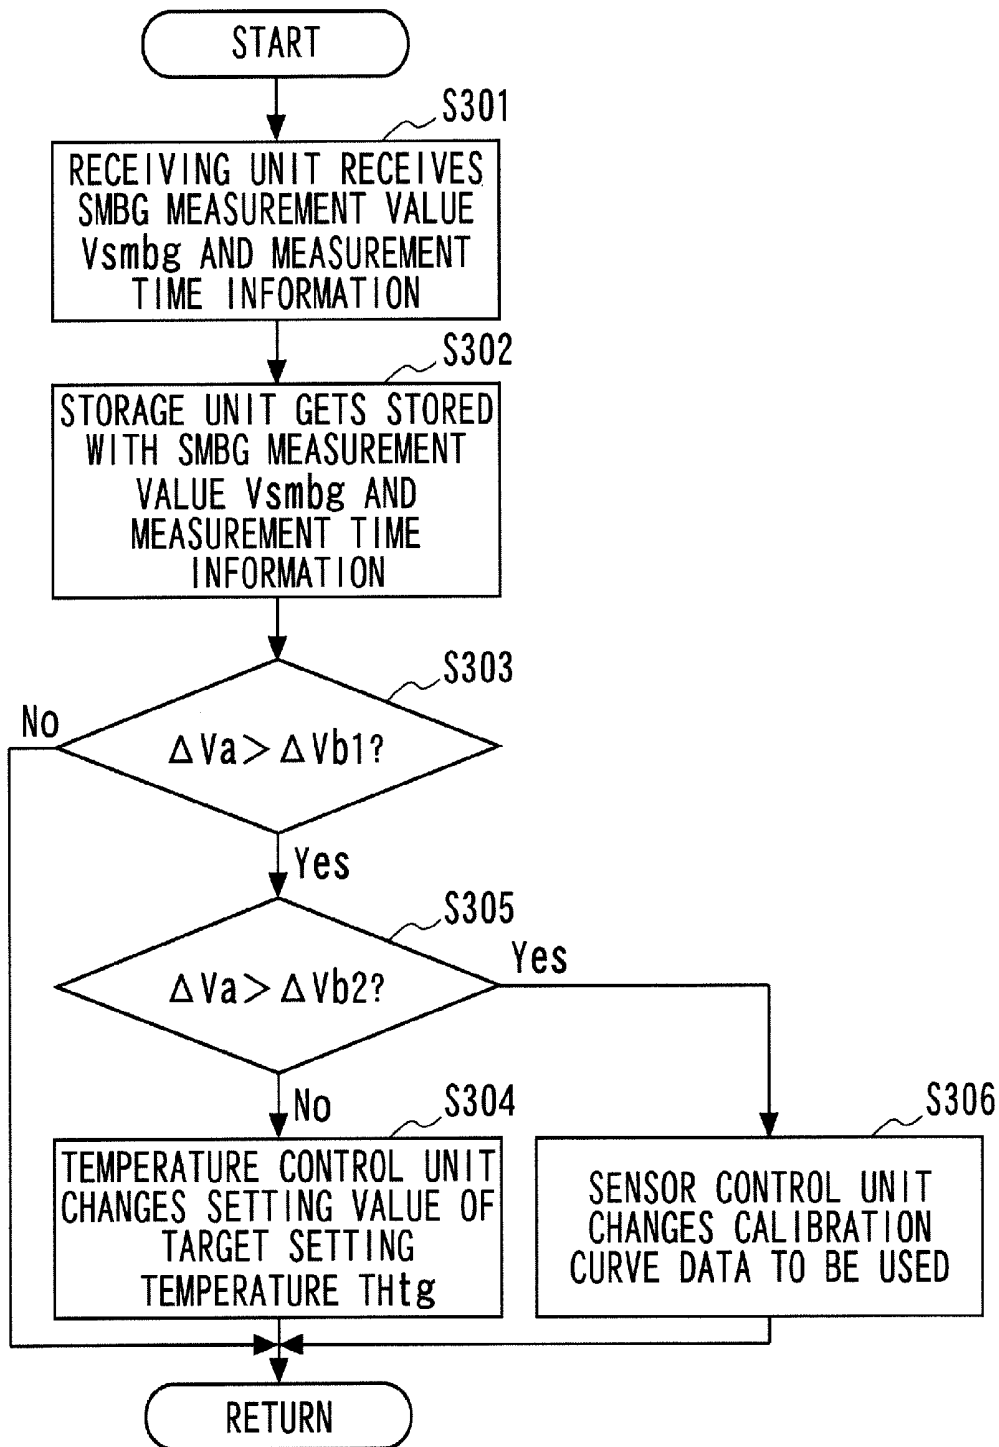 START
S301
RECEIVING UNIT RECEIVES
SMBG MEASUREMENT VALUE
Vsmbg AND MEASUREMENT
TIME INFORMATION
S302
STORAGE UNIT GETS STORED
WITH SMBG MEASUREMENT
VALUE Vsmbg AND
MEASUREMENT TIME
INFORMATION
S303
No
ΔVa>ΔVb1?
Yes
S305
ΔVa>ΔVb2?
Yes
No
S304
TEMPERATURE CONTROL UNIT
CHANGES SETTING VALUE OF
TARGET SETTING
TEMPERATURE THtg
S306
SENSOR CONTROL UNIT
CHANGES CALIBRATION
CURVE DATA TO BE USED
RETURN